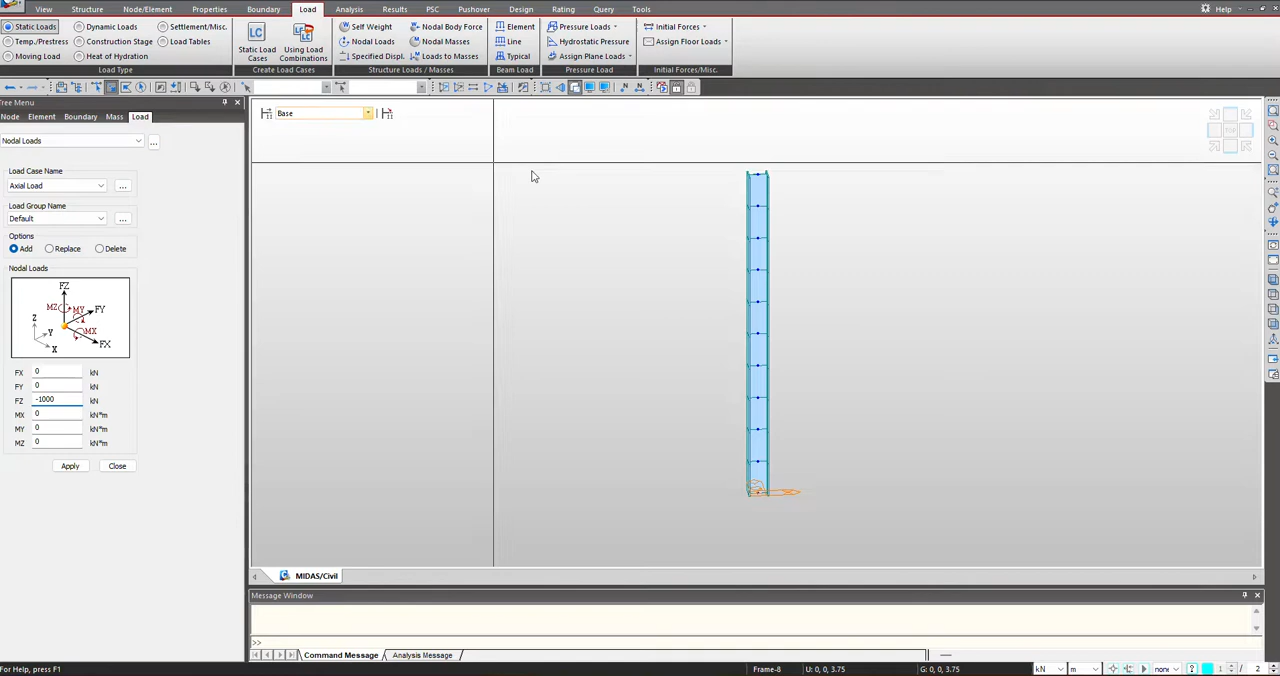 View Structure Node/Element Properties Boundary Load Analysis Results PSC Pushover Design Rating Query Tools Help
Static Loads Dynamic Loads Settlement/Misc.
Temp./Prestress Construction Stage Load Tables
Moving Load Heat of Hydration
Load Type
LC Static Load Cases
Using Load Combinations
Create Load Cases
Self Weight Nodal Body Force
Nodal Loads Nodal Masses
Specified Displ. Loads to Masses
Structure Loads / Masses
Element
Line
Typical
Beam Load
Pressure Loads
Hydrostatic Pressure
Assign Plane Loads
Pressure Load
Initial Forces
Assign Floor Loads
Initial Forces/Misc.
Tree Menu
Node Element Boundary Mass Load
Nodal Loads
Load Case Name
Axial Load
Load Group Name
Default
Options
Add Replace Delete
Nodal Loads
FZ
MZ MY FY
Z MX
Y
X FX
FX 0 kN
FY 0 kN
FZ -1000 kN
MX 0 kN*m
MY 0 kN*m
MZ 0 kN*m
Apply Close
Base
TOP
MIDAS/Civil
Message Window
>>
Command Message Analysis Message
For Help, press F1
Frame-8 U: 0, 0, 3.75 G: 0, 0, 3.75 kN m none 1 / 2